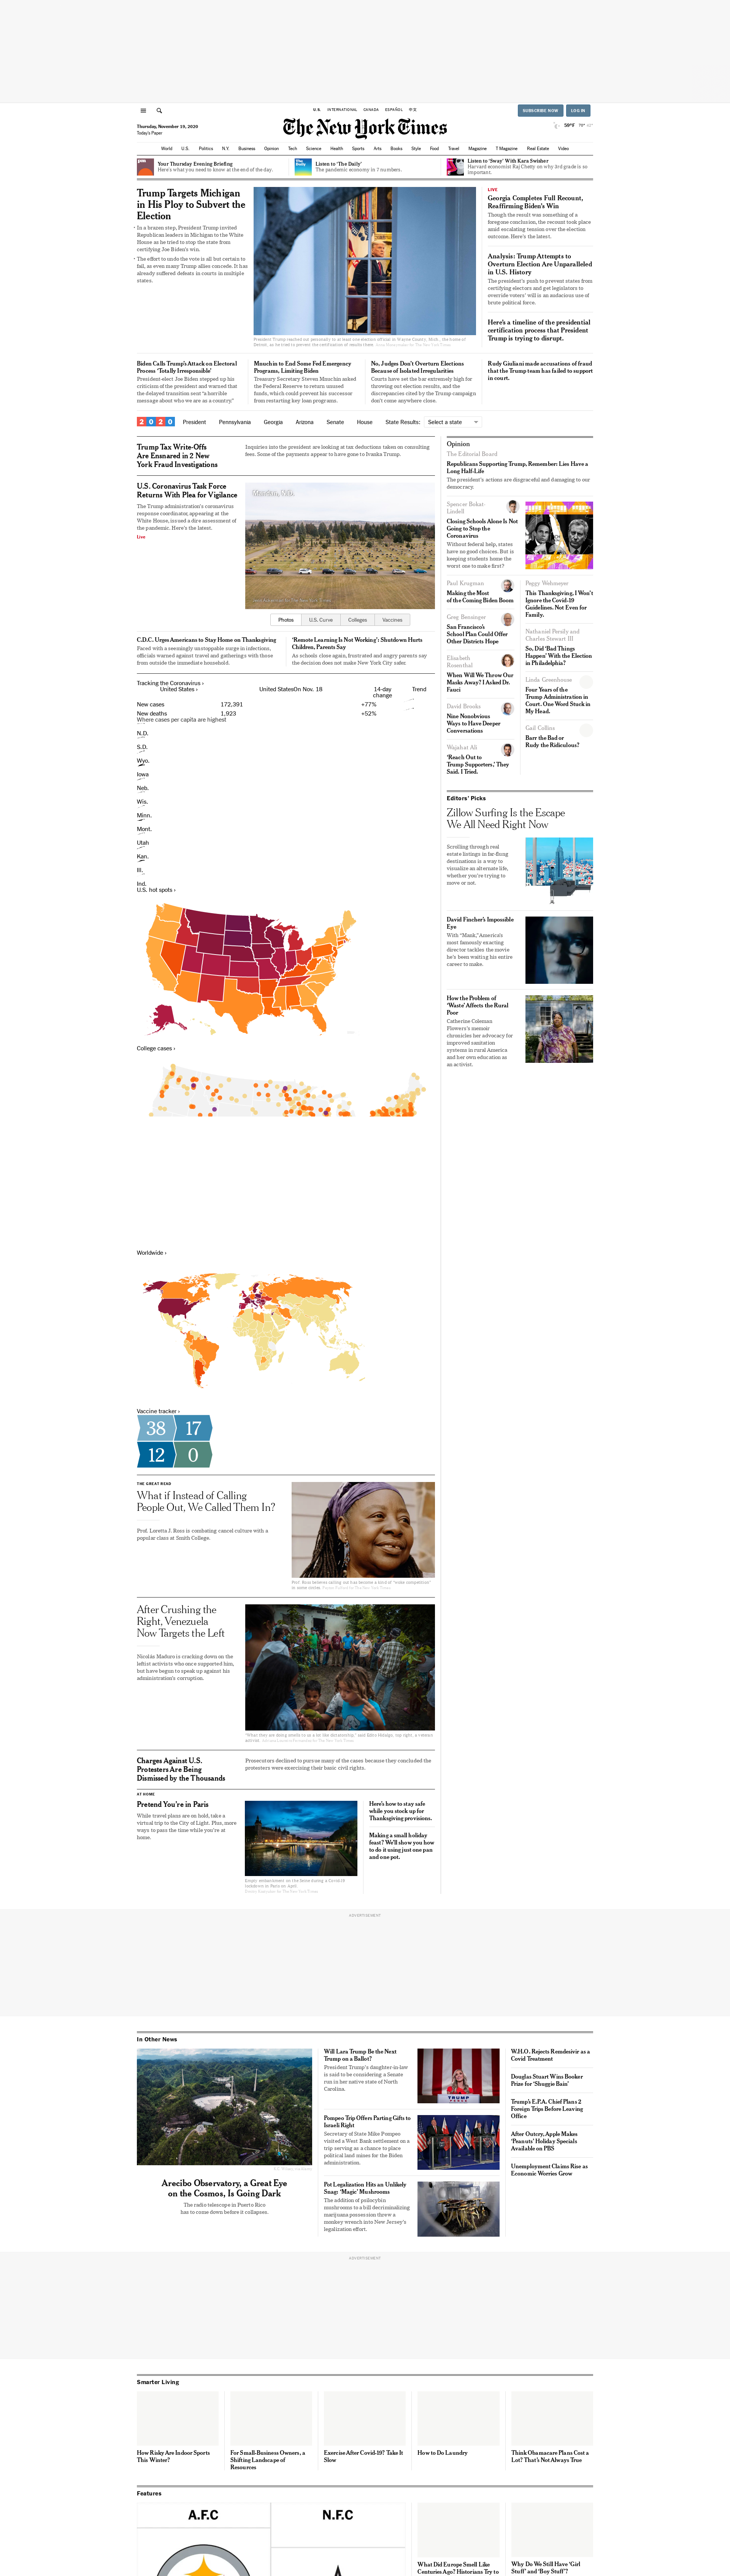 U.S.
INTERNATIONAL
CANADA
ESPAÑOL
中文
SUBSCRIBE NOW
LOG IN
Thursday, November 19, 2020
Today's Paper
The New York Times
World
U.S.
Politics
N.Y.
Business
Opinion
Tech
Science
Health
Sports
Arts
Books
Style
Food
Travel
Magazine
T Magazine
Real Estate
Video
Your Thursday Evening Briefing
Here's what you need to know at the end of the day.
Listen to 'The Daily'
The pandemic economy in 7 numbers.
Listen to 'Sway' With Kara Swisher
Harvard economist Raj Chetty on why 3rd grade is so
important.
Trump Targets Michigan
in His Ploy to Subvert the
Election
In a brazen step, President Trump invited
Republican leaders in Michigan to the White
House as he tried to stop the state from
certifying Joe Biden's win.
The effort to undo the vote is all but certain to
fail, as even many Trump allies concede. It has
already suffered defeats in courts in multiple
states.
President Trump reached out personally to at least one election official in Wayne County, Mich., the home of
Detroit, as he tried to prevent the certification of results there.
LIVE
Georgia Completes Full Recount,
Reaffirming Biden's Win
Though the result was something of a
foregone conclusion, the recount took place
amid escalating tension over the election
outcome. Here's the latest.
Analysis: Trump Attempts to
Overturn Election Are Unparalleled
in U.S. History
The president's push to prevent states from
certifying electors and get legislators to
override voters' will is an audacious use of
brute political force.
Here's a timeline of the presidential
certification process that President
Trump is trying to disrupt.
Biden Calls Trump's Attack on Electoral
Process 'Totally Irresponsible'
President-elect Joe Biden stepped up his
criticism of the president and warned that
the delayed transition sent "a horrible
message about who we are as a country."
Mnuchin to End Some Fed Emergency
Programs, Limiting Biden
Treasury Secretary Steven Mnuchin asked
the Federal Reserve to return unused
funds, which could prevent his successor
from restarting key loan programs.
No, Judges Don't Overturn Elections
Because of Isolated Irregularities
Courts have set the bar extremely high for
throwing out election results, and the
discrepancies cited by the Trump campaign
don't come anywhere close.
Rudy Giuliani made accusations of fraud
that the Trump team has failed to support
in court.
2020
President
Pennsylvania
Georgia
Arizona
Senate
House
State Results:
Select a state
Trump Tax Write-Offs
Are Ensnared in 2 New
York Fraud Investigations
Inquiries into the president are looking at tax deductions taken on consulting
fees. Some of the payments appear to have gone to Ivanka Trump.
U.S. Coronavirus Task Force
Returns With Plea for Vigilance
The Trump administration's coronavirus
response coordinator, appearing at the
White House, issued a dire assessment of
the pandemic. Here's the latest.
Live
Mandan, N.D.
Photos
U.S. Curve
Colleges
Vaccines
C.D.C. Urges Americans to Stay Home on Thanksgiving
Faced with a seemingly unstoppable surge in infections,
officials warned against travel and gatherings with those
from outside the immediate household.
'Remote Learning Is Not Working': Shutdown Hurts
Children, Parents Say
As schools close again, frustrated and angry parents say
the decision does not make New York City safer.
Tracking the Coronavirus ›
United States ›
United StatesOn Nov. 18
14-day
change
Trend
New cases
172,391
+77%
New deaths
1,923
+52%
Where cases per capita are highest
N.D.
S.D.
Wyo.
Iowa
Neb.
Wis.
Minn.
Mont.
Utah
Kan.
Ill.
Ind.
U.S. hot spots ›
College cases ›
Worldwide ›
Vaccine tracker ›
38
17
12
0
THE GREAT READ
What if Instead of Calling
People Out, We Called Them In?
Prof. Loretta J. Ross is combating cancel culture with a
popular class at Smith College.
Prof. Ross believes calling out has become a kind of "woke competition"
in some circles.
After Crushing the
Right, Venezuela
Now Targets the Left
Nicolás Maduro is cracking down on the
leftist activists who once supported him,
but have begun to speak up against his
administration's corruption.
Charges Against U.S.
Protesters Are Being
Dismissed by the Thousands
Prosecutors declined to pursue many of the cases because they concluded the
protesters were exercising their basic civil rights.
AT HOME
Pretend You're in Paris
While travel plans are on hold, take a
virtual trip to the City of Light. Plus, more
ways to pass the time while you're at
home.
Here's how to stay safe
while you stock up for
Thanksgiving provisions.
Making a small holiday
feast? We'll show you how
to do it using just one pan
and one pot.
Opinion
The Editorial Board
Republicans Supporting Trump, Remember: Lies Have a
Long Half-Life
The president's actions are disgraceful and damaging to our
democracy.
Spencer Bokat-
Lindell
Closing Schools Alone Is Not
Going to Stop the
Coronavirus
Without federal help, states
have no good choices. But is
keeping students home the
worst one to make first?
Paul Krugman
Making the Most
of the Coming Biden Boom
Greg Bensinger
San Francisco's
School Plan Could Offer
Other Districts Hope
Elisabeth
Rosenthal
When Will We Throw Our
Masks Away? I Asked Dr.
Fauci
David Brooks
Nine Nonobvious
Ways to Have Deeper
Conversations
Wajahat Ali
'Reach Out to
Trump Supporters,' They
Said. I Tried.
Peggy Wehmeyer
This Thanksgiving, I Won't
Ignore the Covid-19
Guidelines. Not Even for
Family.
Nathaniel Persily and
Charles Stewart III
So, Did 'Bad Things
Happen' With the Election
in Philadelphia?
Linda Greenhouse
Four Years of the
Trump Administration in
Court. One Word Stuck in
My Head.
Gail Collins
Barr the Bad or
Rudy the Ridiculous?
Editors' Picks
Zillow Surfing Is the Escape
We All Need Right Now
Scrolling through real
estate listings in far-flung
destinations is a way to
visualize an alternate life,
whether you're trying to
move or not.
David Fincher's Impossible
Eye
With "Mank," America's
most famously exacting
director tackles the movie
he's been waiting his entire
career to make.
How the Problem of
'Waste' Affects the Rural
Poor
Catherine Coleman
Flowers's memoir
chronicles her advocacy for
improved sanitation
systems in rural America
and her own education as
an activist.
ADVERTISEMENT
In Other News
Arecibo Observatory, a Great Eye
on the Cosmos, Is Going Dark
The radio telescope in Puerto Rico
has to come down before it collapses.
Will Lara Trump Be the Next
Trump on a Ballot?
President Trump's daughter-in-law
is said to be considering a Senate
run in her native state of North
Carolina.
Pompeo Trip Offers Parting Gifts to
Israeli Right
Secretary of State Mike Pompeo
visited a West Bank settlement on a
trip serving as a chance to place
political land mines for the Biden
administration.
Pot Legalization Hits an Unlikely
Snag: 'Magic' Mushrooms
The addition of psilocybin
mushrooms to a bill decriminalizing
marijuana possession threw a
monkey wrench into New Jersey's
legalization effort.
W.H.O. Rejects Remdesivir as a
Covid Treatment
Douglas Stuart Wins Booker
Prize for 'Shuggie Bain'
Trump's E.P.A. Chief Plans 2
Foreign Trips Before Leaving
Office
After Outcry, Apple Makes
'Peanuts' Holiday Specials
Available on PBS
Unemployment Claims Rise as
Economic Worries Grow
ADVERTISEMENT
Smarter Living
How Risky Are Indoor Sports
This Winter?
For Small-Business Owners, a
Shifting Landscape of
Resources
Exercise After Covid-19? Take It
Slow
How to Do Laundry
Think Obamacare Plans Cost a
Lot? That's Not Always True
Features
A.F.C
N.F.C
What Did Europe Smell Like
Centuries Ago? Historians Try to
Why Do We Still Have 'Girl
Stuff' and 'Boy Stuff'?